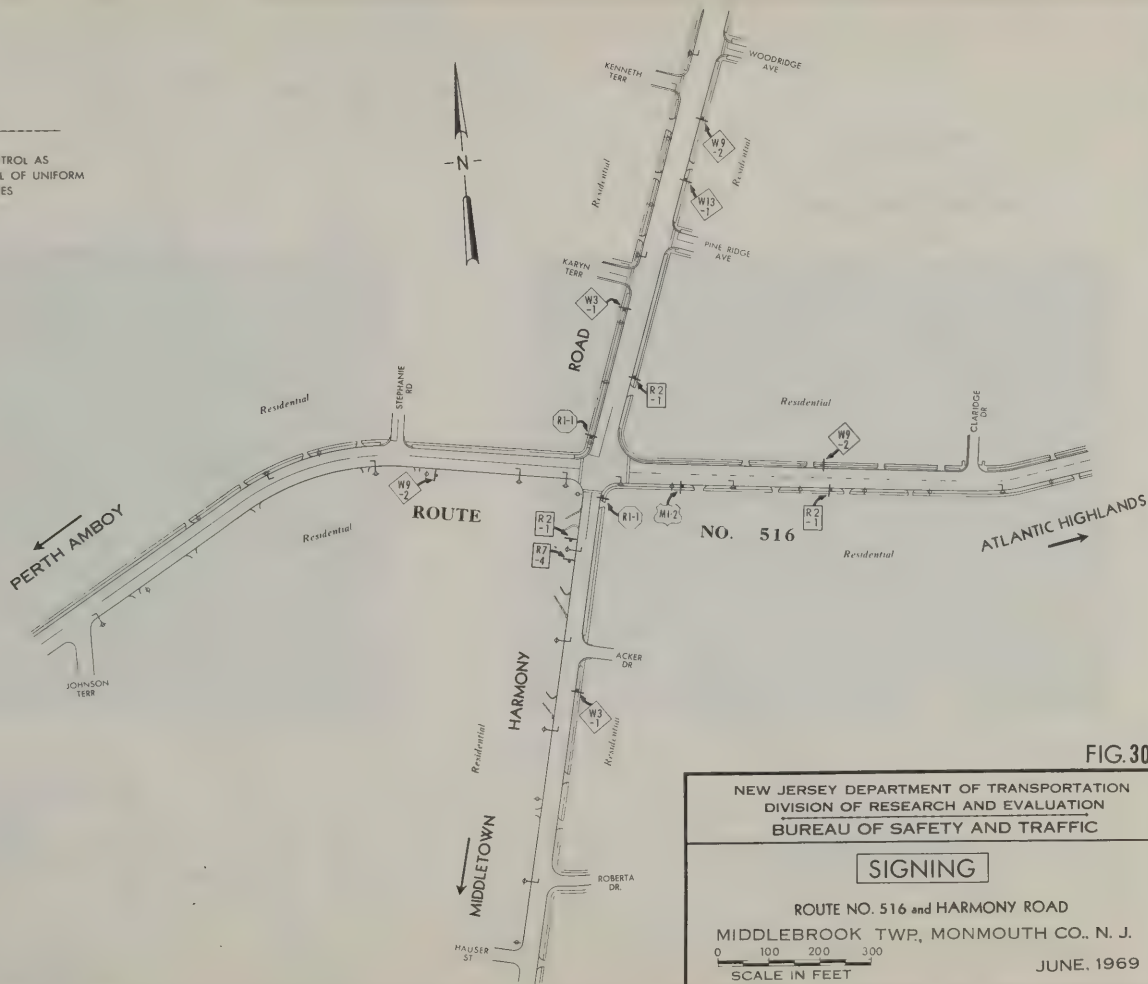 TROL AS
L OF UNIFORM
ES
-N-
KENNETH
TERR
WOODRIDGE
AVE
W9
-2
Residential
Residential
W13
-1
PINE RIDGE
AVE
KARYN
TERR
W3
-1
ROAD
R2
-1
R1-1
STEPHANIE
RD
Residential
Residential
CLARIDGE
DR
W9
-2
W9
-2
ROUTE
R1-1
M1-2
R2
-1
NO. 516
ATLANTIC HIGHLANDS
Residential
Residential
R2
-1
R7
-4
PERTH AMBOY
JOHNSON
TERR
HARMONY
ACKER
DR
W3
-1
Residential
Residential
MIDDLETOWN
ROBERTA
DR.
HAUSER
ST
FIG. 30
NEW JERSEY DEPARTMENT OF TRANSPORTATION
DIVISION OF RESEARCH AND EVALUATION
BUREAU OF SAFETY AND TRAFFIC
SIGNING
ROUTE NO. 516 and HARMONY ROAD
MIDDLEBROOK TWP., MONMOUTH CO., N. J.
0 100 200 300
SCALE IN FEET
JUNE, 1969